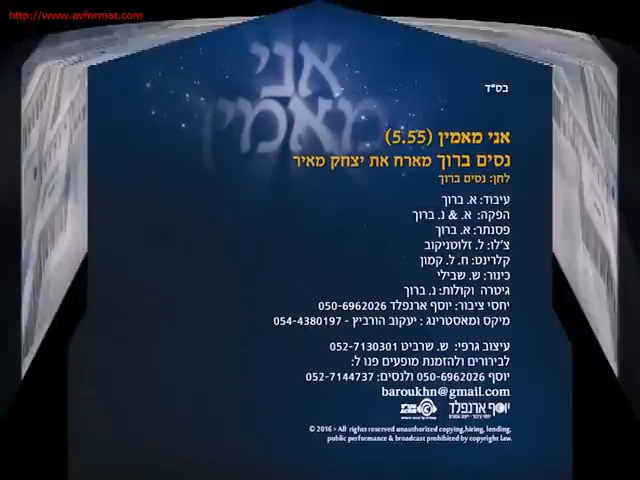 http://www.avformat.com
אני
מאמין
בס"ד
אני מאמין (5.55)
נסים ברוך מארח את יצחק מאיר
לחן: נסים ברוך
עיבוד: א. ברוך
הפקה: א. & נ. ברוך
פסנתר: א. ברוך
צ'לו: ל. זלוטניקוב
קלרינט: ח. ל. קמון
כינור: ש. שבילי
גיטרה וקולות: נ. ברוך
יחסי ציבור: יוסף ארנפלד 050-6962026
מיקס ומאסטרינג : יעקוב הורביץ - 054-4380197
עיצוב גרפי: ש. שרביט 052-7130301
לבירורים ולהזמנת מופעים פנו ל:
יוסף 050-6962026 ולנסים: 052-7144737
baroukhn@gmail.com
יוסף ארנפלד
© 2016 > All rights reserved unauthorized copying,hiring, lending,
public performance & broadcast prohibited by copyright law.